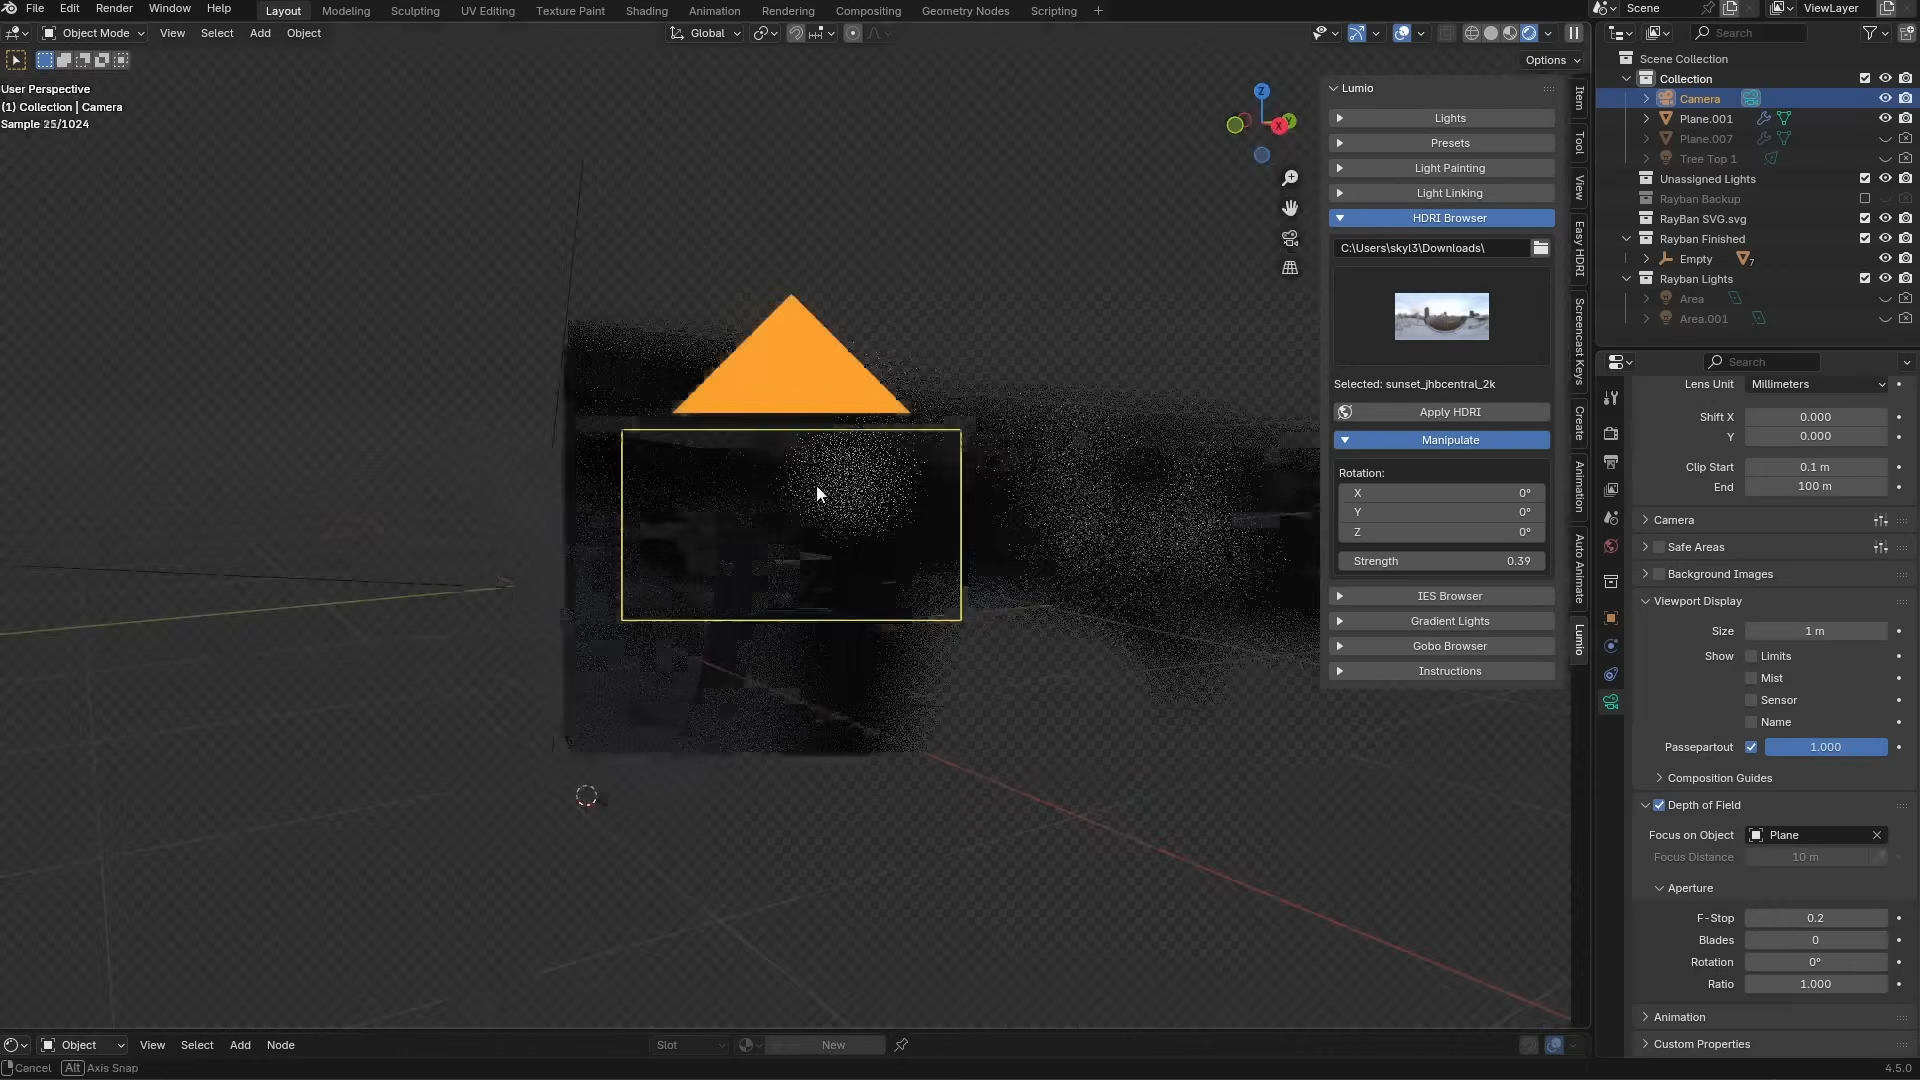 File Edit Render Window Help Layout Modeling Sculpting UV Editing Texture Paint Shading Animation Rendering Compositing Geometry Nodes Scripting + Scene ViewLayer
Object Mode View Select Add Object Global Search
Options
User Perspective
(1) Collection | Camera
Sample 25/1024
Z
X
Y
Lumio
Lights
Presets
Light Painting
Light Linking
HDRI Browser
C:\Users\skyl3\Downloads\
Selected: sunset_jhbcentral_2k
Apply HDRI
Manipulate
Rotation:
X 0°
Y 0°
Z 0°
Strength 0.39
IES Browser
Gradient Lights
Gobo Browser
Instructions
Item
Tool
View
Easy HDRI
Screencast Keys
Create
Animation
Auto Animate
Lumio
Scene Collection
Collection
Camera
Plane.001
Plane.007
Tree Top 1
Unassigned Lights
Rayban Backup
RayBan SVG.svg
Rayban Finished
Empty 7
Rayban Lights
Area
Area.001
Search
Lens Unit Millimeters
Shift X 0.000
Y 0.000
Clip Start 0.1 m
End 100 m
Camera
Safe Areas
Background Images
Viewport Display
Size 1 m
Show Limits
Mist
Sensor
Name
Passepartout 1.000
Composition Guides
Depth of Field
Focus on Object Plane
Focus Distance 10 m
Aperture
F-Stop 0.2
Blades 0
Rotation 0°
Ratio 1.000
Animation
Custom Properties
Object View Select Add Node Slot New
Cancel Alt Axis Snap 4.5.0